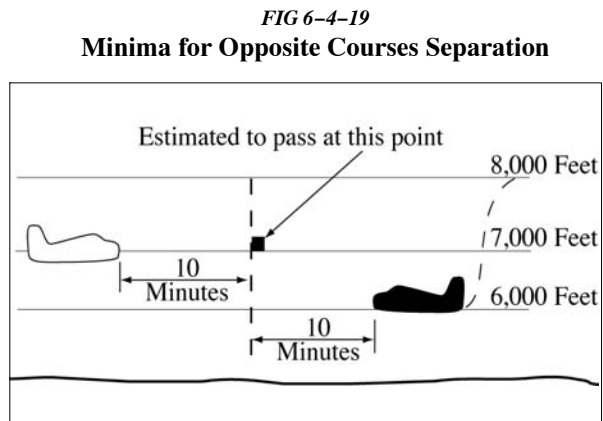 FIG 6–4–19
Minima for Opposite Courses Separation
Estimated to pass at this point
8,000 Feet
7,000 Feet
10
Minutes
6,000 Feet
10
Minutes